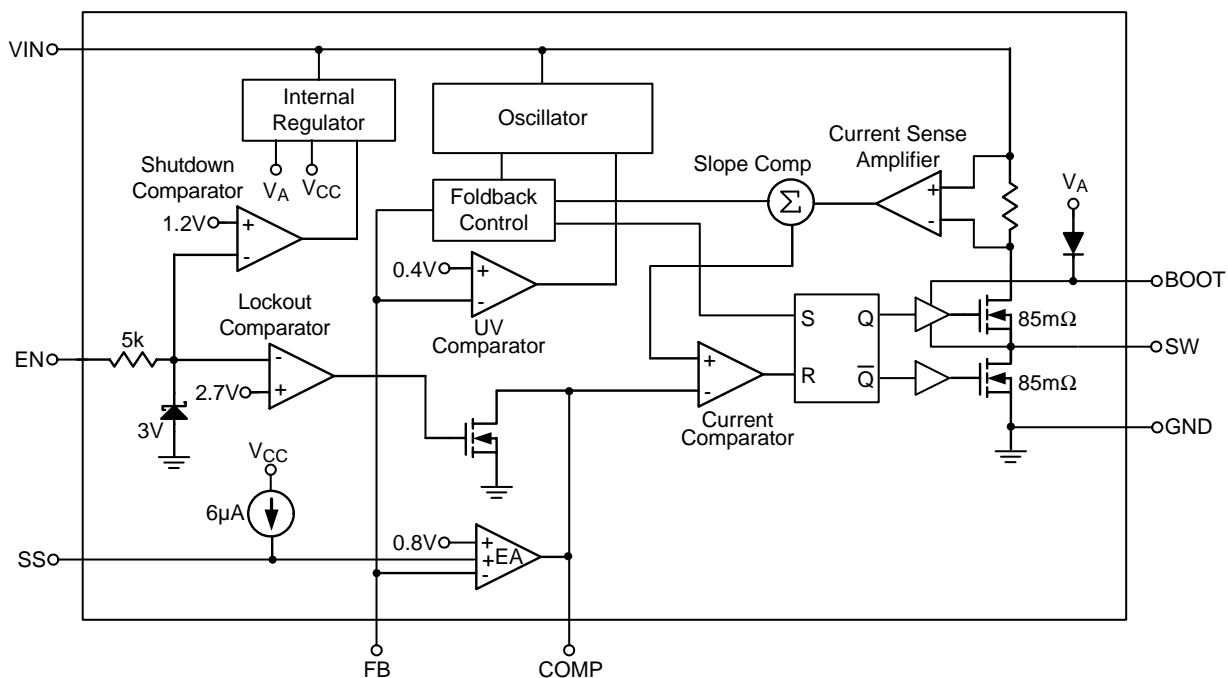 VIN
Internal
Regulator
Oscillator
Current Sense
Amplifier
Slope Comp
Shutdown
Comparator
VA
VCC
VA
Foldback
Control
Σ
+
-
1.2V
+
-
0.4V
+
-
BOOT
UV
Comparator
Lockout
Comparator
S
Q
85mΩ
EN
5k
-
+
2.7V
SW
+
-
R
Q̅
85mΩ
Current
Comparator
3V
GND
VCC
6µA
0.8V
+
+
-
EA
SS
FB
COMP